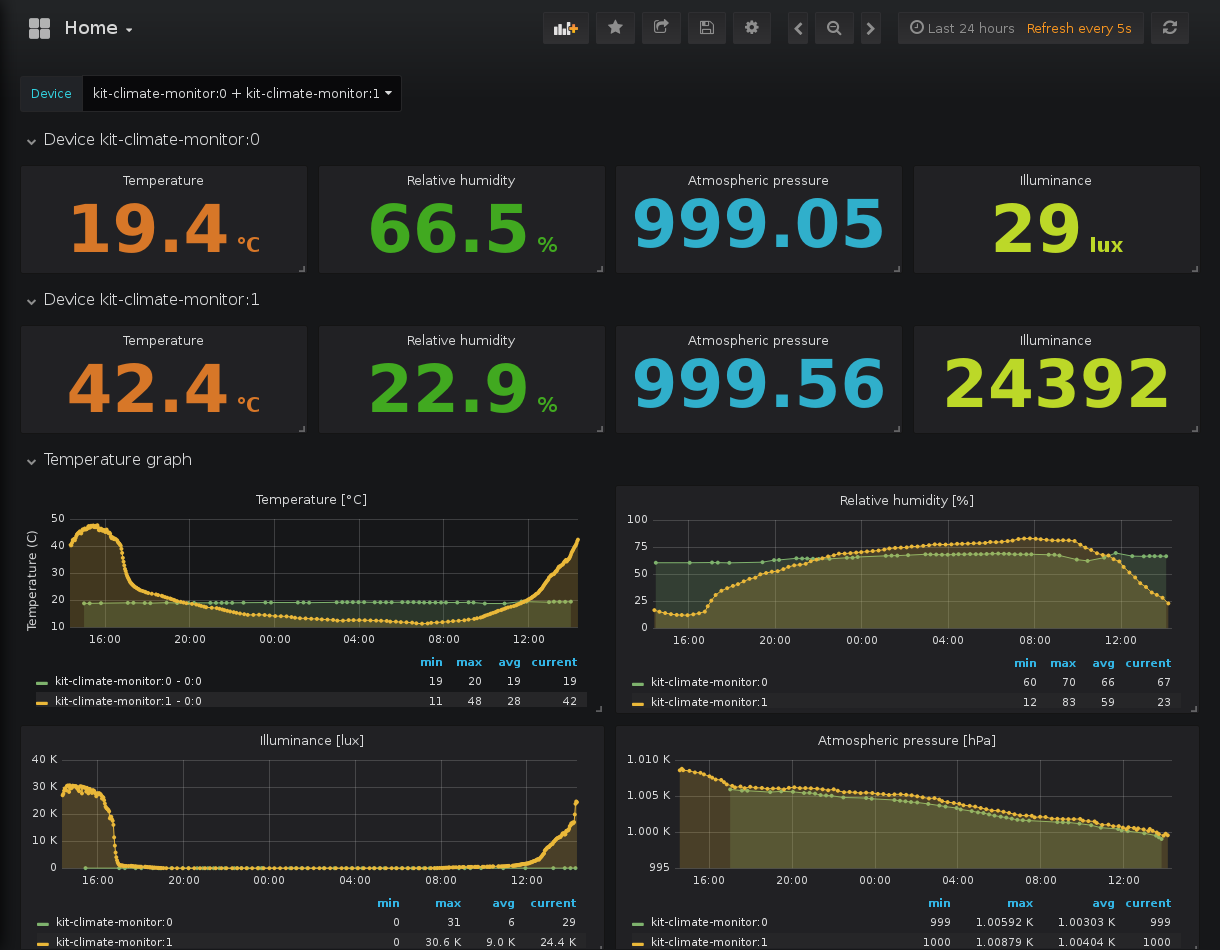 Home
Last 24 hours Refresh every 5s
Device kit-climate-monitor:0 + kit-climate-monitor:1
Device kit-climate-monitor:0
Temperature Relative humidity Atmospheric pressure Illuminance
19.4 °C 66.5 % 999.05 29 lux
Device kit-climate-monitor:1
Temperature Relative humidity Atmospheric pressure Illuminance
42.4 °C 22.9 % 999.56 24392
Temperature graph
Temperature [°C]
Temperature (C)
50
40
30
20
10
16:00 20:00 00:00 04:00 08:00 12:00
min max avg current
kit-climate-monitor:0 - 0:0 19 20 19 19
kit-climate-monitor:1 - 0:0 11 48 28 42
Relative humidity [%]
100
75
50
25
0
16:00 20:00 00:00 04:00 08:00 12:00
min max avg current
kit-climate-monitor:0 60 70 66 67
kit-climate-monitor:1 12 83 59 23
Illuminance [lux]
40 K
30 K
20 K
10 K
0
16:00 20:00 00:00 04:00 08:00 12:00
min max avg current
kit-climate-monitor:0 0 31 6 29
kit-climate-monitor:1 0 30.6 K 9.0 K 24.4 K
Atmospheric pressure [hPa]
1.010 K
1.005 K
1.000 K
995
16:00 20:00 00:00 04:00 08:00 12:00
min max avg current
kit-climate-monitor:0 999 1.00592 K 1.00303 K 999
kit-climate-monitor:1 1000 1.00879 K 1.00404 K 1000